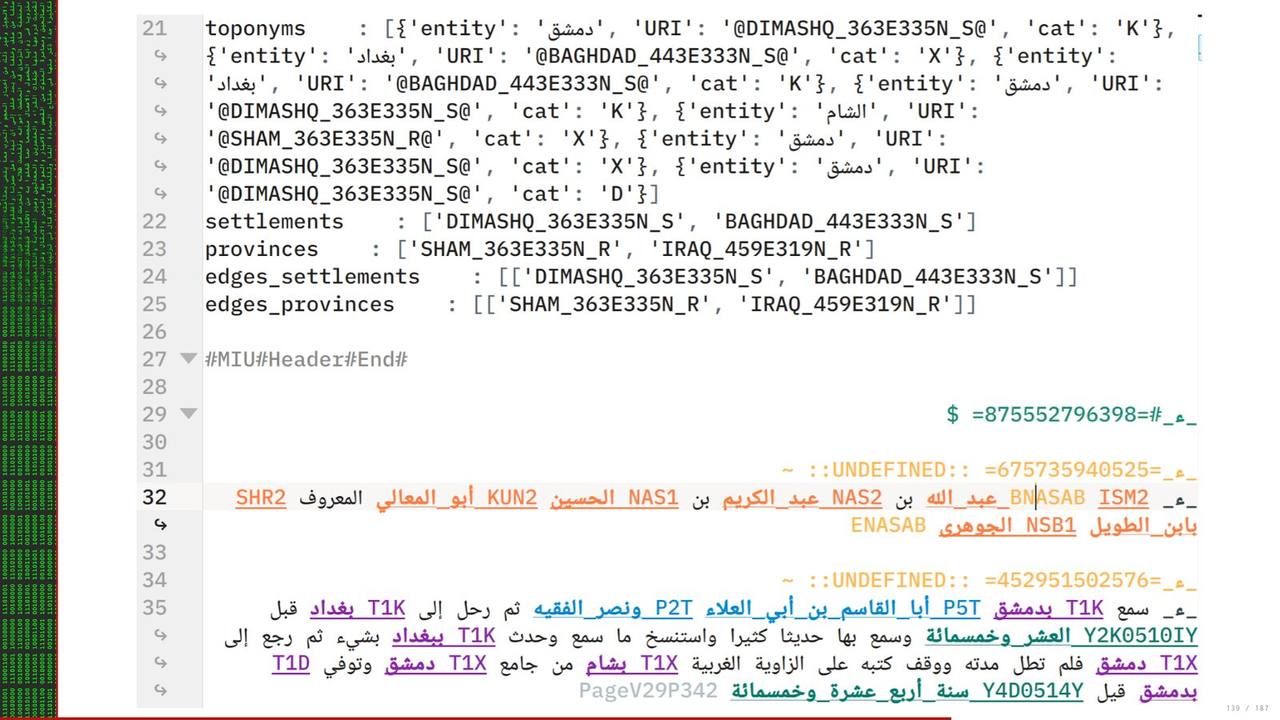 21 toponyms : [{'entity': 'دمشق', 'URI': '@DIMASHQ_363E335N_S@', 'cat': 'K'},
{'entity': 'بغداد', 'URI': '@BAGHDAD_443E333N_S@', 'cat': 'X'}, {'entity':
'بغداد', 'URI': '@BAGHDAD_443E333N_S@', 'cat': 'K'}, {'entity': 'دمشق', 'URI':
'@DIMASHQ_363E335N_S@', 'cat': 'K'}, {'entity': 'الشام', 'URI':
'@SHAM_363E335N_R@', 'cat': 'X'}, {'entity': 'دمشق', 'URI':
'@DIMASHQ_363E335N_S@', 'cat': 'X'}, {'entity': 'دمشق', 'URI':
'@DIMASHQ_363E335N_S@', 'cat': 'D'}]
22 settlements : ['DIMASHQ_363E335N_S', 'BAGHDAD_443E333N_S']
23 provinces : ['SHAM_363E335N_R', 'IRAQ_459E319N_R']
24 edges_settlements : [['DIMASHQ_363E335N_S', 'BAGHDAD_443E333N_S']]
25 edges_provinces : [['SHAM_363E335N_R', 'IRAQ_459E319N_R']]
26
27 #MIU#Header#End#
28
29 _ء_#=875552796398= $
30
31 _ء_=675735940525= ::UNDEFINED:: ~
32 _ء_ BNASAB ISM2_عبد_الله بن NAS2_عبد_الكريم بن NAS1_الحسين KUN2_أبو_المعالي المعروف SHR2
بابن_الطويل NSB1_الجوهري ENASAB
33
34 _ء_=452951502576= ::UNDEFINED:: ~
35 _ء_ سمع T1K_بدمشق P5T_أبا_القاسم_بن_أبي_العلاء P2T_ونصر_الفقيه ثم رحل إلى T1K_بغداد قبل
Y2K0510IY_العشر_وخمسمائة وسمع بها حديثا كثيرا واستنسخ ما سمع وحدث T1K_ببغداد بشيء ثم رجع إلى
T1X_دمشق فلم تطل مدته ووقف كتبه على الزاوية الغربية T1X_بشام من جامع T1X_دمشق وتوفي T1D
بدمشق قيل Y4D0514Y_سنة_أربع_عشرة_وخمسمائة PageV29P342
139 / 187